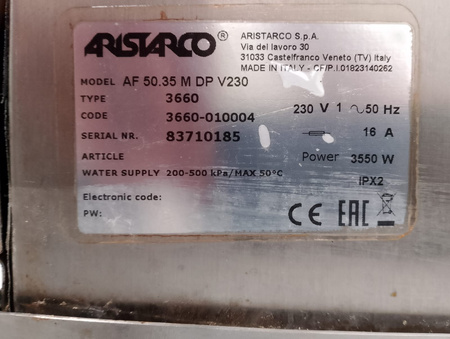 ARISTARCO ®
ARISTARCO S.p.A.
Via del lavoro 30
31033 Castelfranco Veneto (TV) Italy
MADE IN ITALY - CF/P.I.01823140262
MODEL AF 50.35 M DP V230
TYPE 3660
CODE 3660-010004
230 V 1 ~ 50 Hz
SERIAL NR. 83710185
16 A
ARTICLE
Power 3550 W
WATER SUPPLY 200-500 kPa/MAX 50°C
IPX2
Electronic code:
PW:
CE EAC